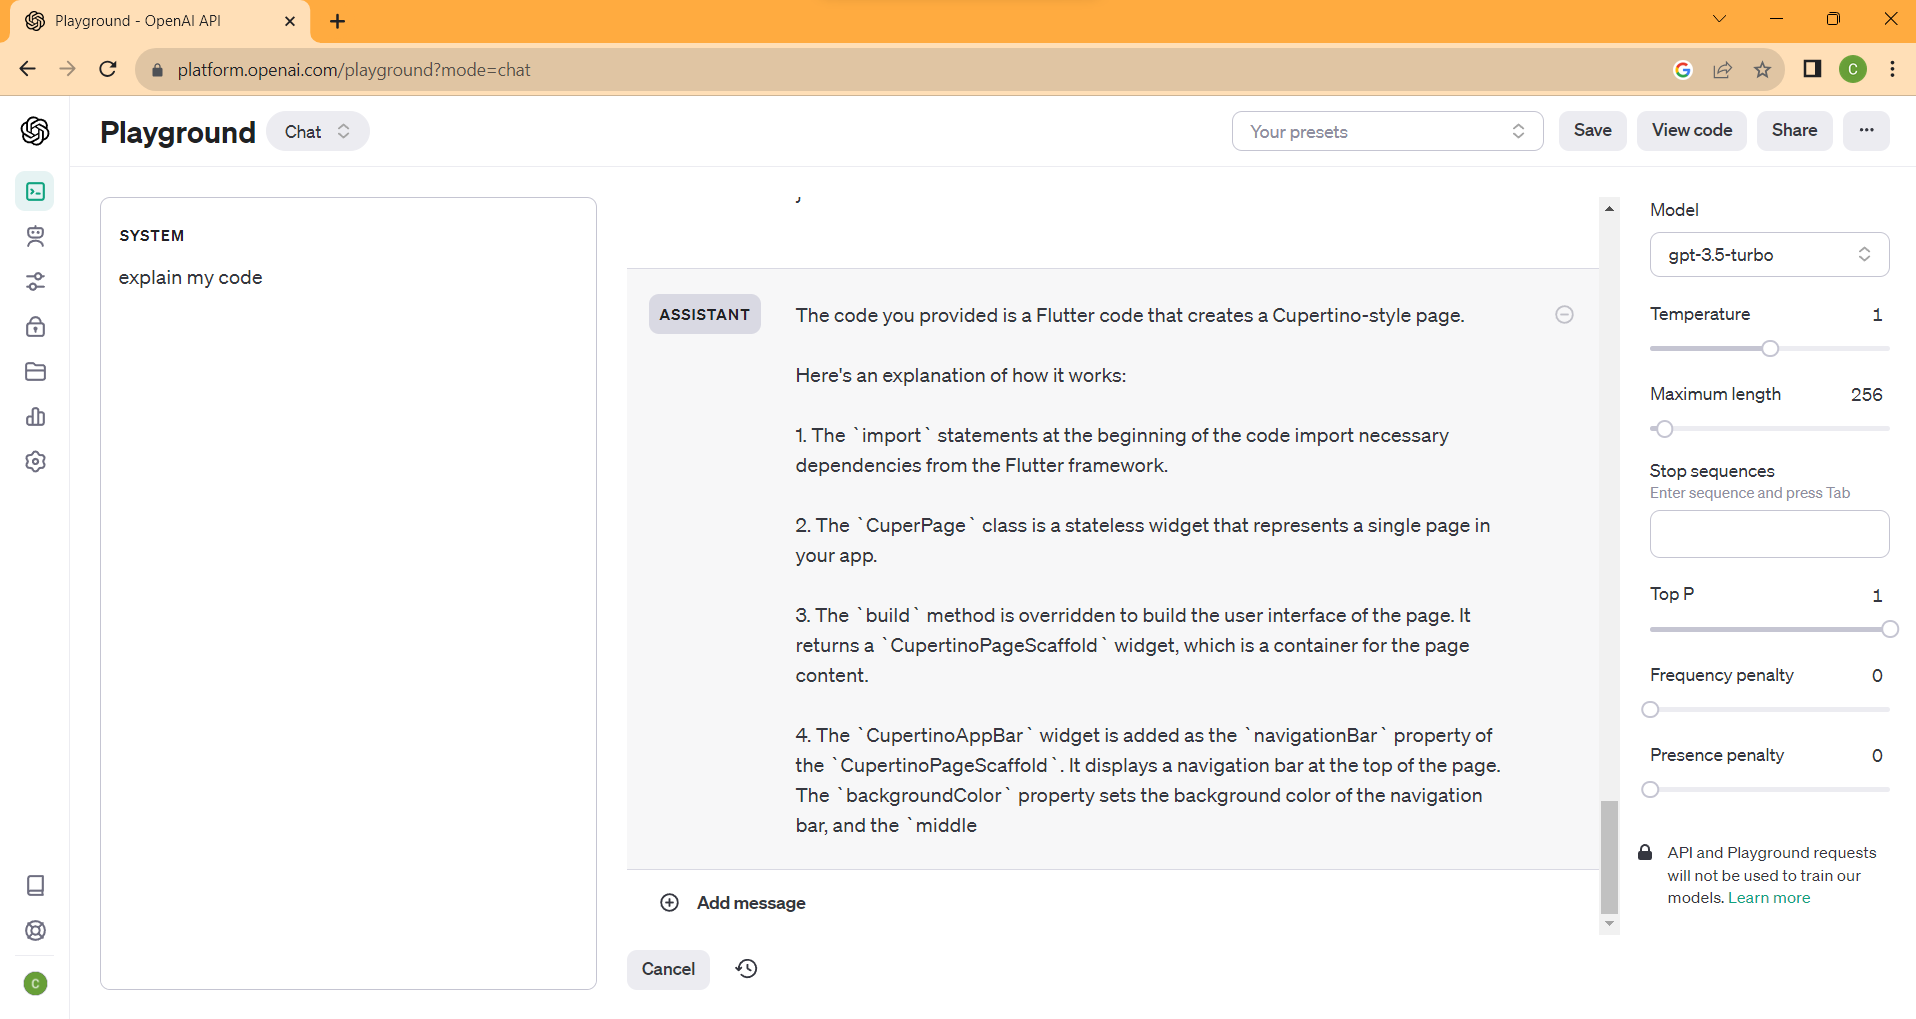 Playground - OpenAI API
platform.openai.com/playground?mode=chat
C
Playground
Chat
Your presets
Save
View code
Share
SYSTEM
explain my code
ASSISTANT
The code you provided is a Flutter code that creates a Cupertino-style page.
Here's an explanation of how it works:
1. The `import` statements at the beginning of the code import necessary
dependencies from the Flutter framework.
2. The `CuperPage` class is a stateless widget that represents a single page in
your app.
3. The `build` method is overridden to build the user interface of the page. It
returns a `CupertinoPageScaffold` widget, which is a container for the page
content.
4. The `CupertinoAppBar` widget is added as the `navigationBar` property of
the `CupertinoPageScaffold`. It displays a navigation bar at the top of the page.
The `backgroundColor` property sets the background color of the navigation
bar, and the `middle
Add message
Cancel
C
Model
gpt-3.5-turbo
Temperature 1
Maximum length 256
Stop sequences
Enter sequence and press Tab
Top P 1
Frequency penalty 0
Presence penalty 0
API and Playground requests
will not be used to train our
models. Learn more